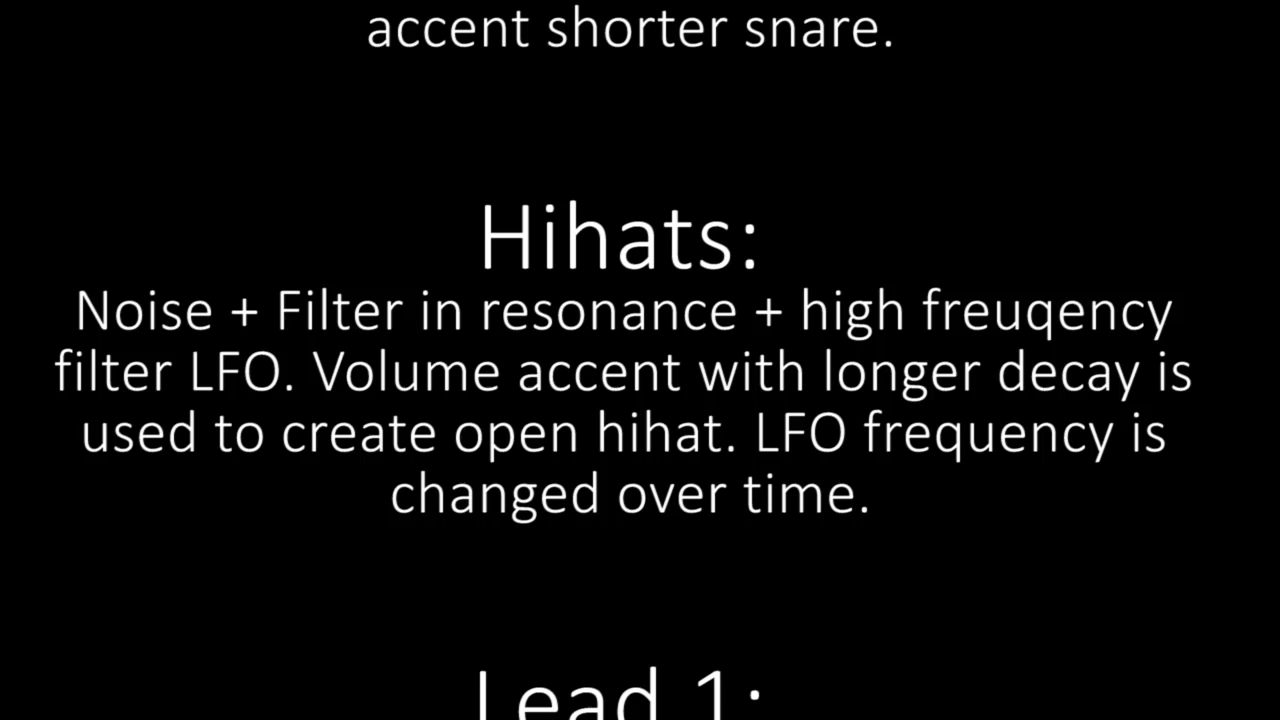 accent shorter snare.
Hihats:
Noise + Filter in resonance + high freuqency
filter LFO. Volume accent with longer decay is
used to create open hihat. LFO frequency is
changed over time.
Lead 1: